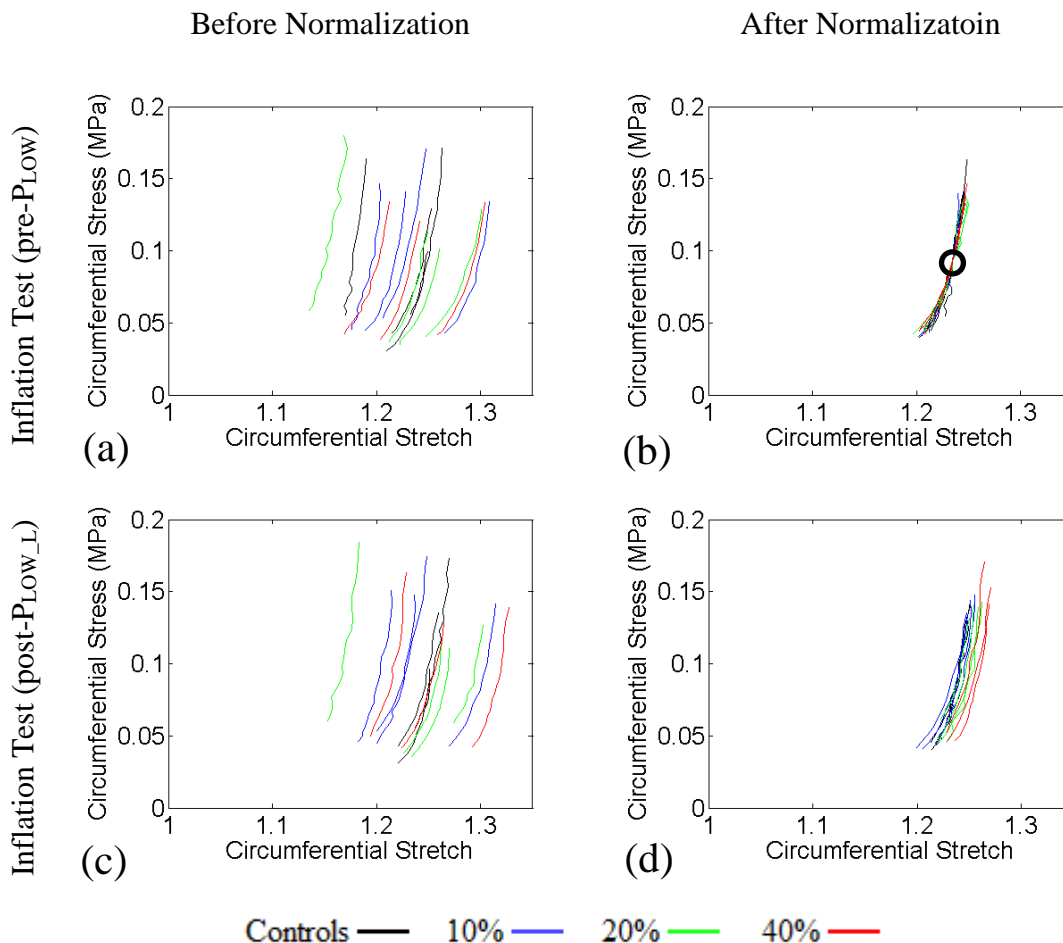 Before Normalization
After Normalizatoin
Inflation Test (pre-PLOW)
Circumferential Stress (MPa)
0.2
0.15
0.1
0.05
0
1 1.1 1.2 1.3
Circumferential Stretch
(a)
Circumferential Stress (MPa)
0.2
0.15
0.1
0.05
0
1 1.1 1.2 1.3
Circumferential Stretch
(b)
Inflation Test (post-PLOW_L)
Circumferential Stress (MPa)
0.2
0.15
0.1
0.05
0
1 1.1 1.2 1.3
Circumferential Stretch
(c)
Circumferential Stress (MPa)
0.2
0.15
0.1
0.05
0
1 1.1 1.2 1.3
Circumferential Stretch
(d)
Controls 10% 20% 40%